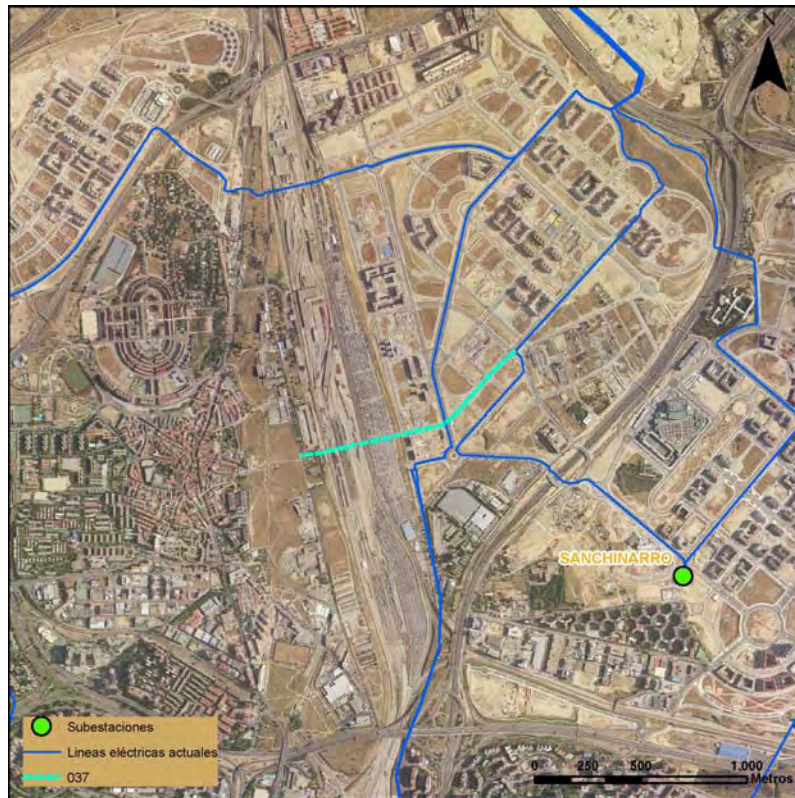 N
SANCHINARRO
Subestaciones
Lineas eléctricas actuales
037
0 250 500 1.000
Metros